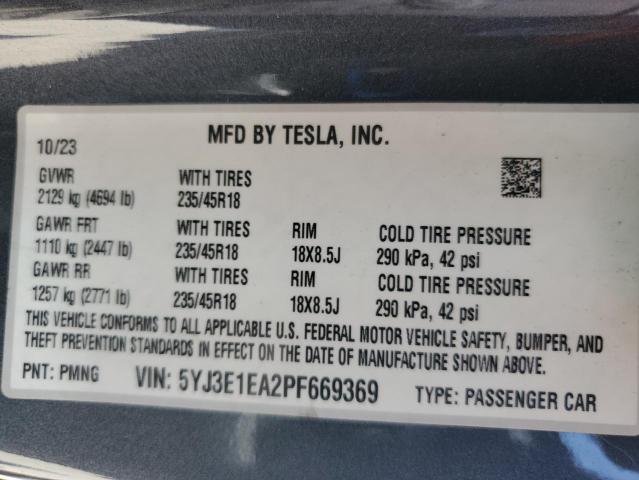 MFD BY TESLA, INC.
10/23
GVWR WITH TIRES
2129 kg (4694 lb) 235/45R18
GAWR FRT WITH TIRES RIM COLD TIRE PRESSURE
1110 kg (2447 lb) 235/45R18 18X8.5J 290 kPa, 42 psi
GAWR RR WITH TIRES RIM COLD TIRE PRESSURE
1257 kg (2771 lb) 235/45R18 18X8.5J 290 kPa, 42 psi
THIS VEHICLE CONFORMS TO ALL APPLICABLE U.S. FEDERAL MOTOR VEHICLE SAFETY, BUMPER, AND
THEFT PREVENTION STANDARDS IN EFFECT ON THE DATE OF MANUFACTURE SHOWN ABOVE.
PNT: PMNG VIN: 5YJ3E1EA2PF669369 TYPE: PASSENGER CAR